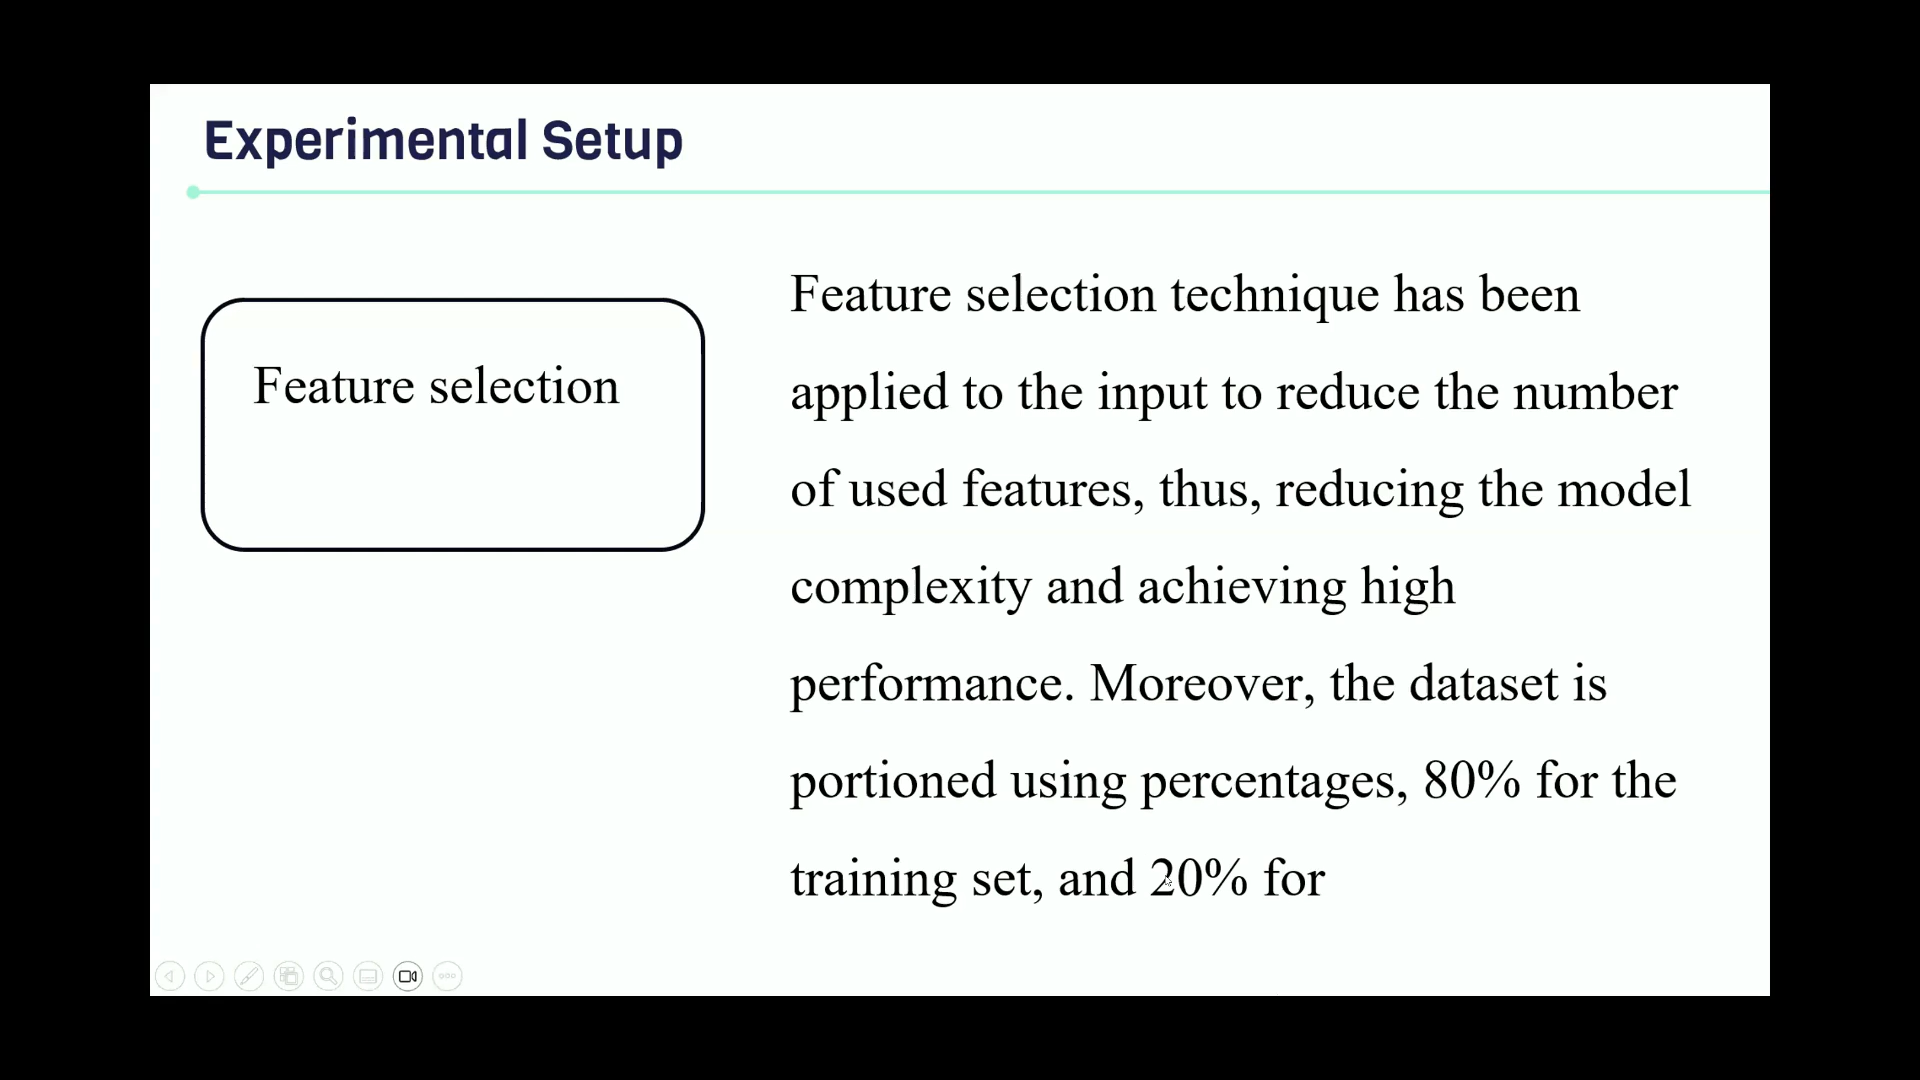 Experimental Setup
Feature selection
Feature selection technique has been
applied to the input to reduce the number
of used features, thus, reducing the model
complexity and achieving high
performance. Moreover, the dataset is
portioned using percentages, 80% for the
training set, and 20% for